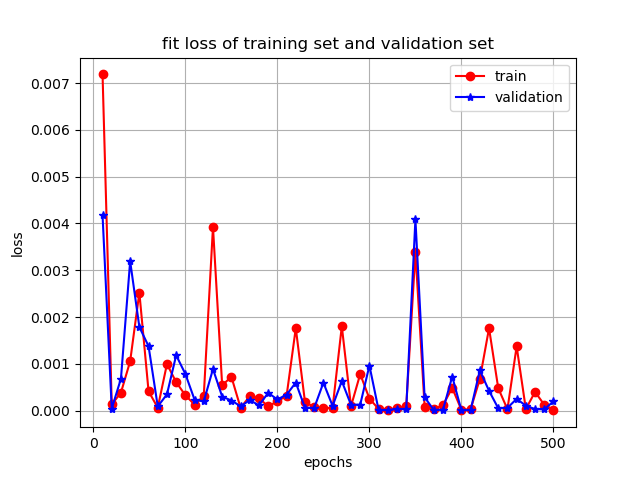 fit loss of training set and validation set
train
validation
0.007
0.006
0.005
0.004
0.003
0.002
0.001
0.000
loss
0 100 200 300 400 500
epochs